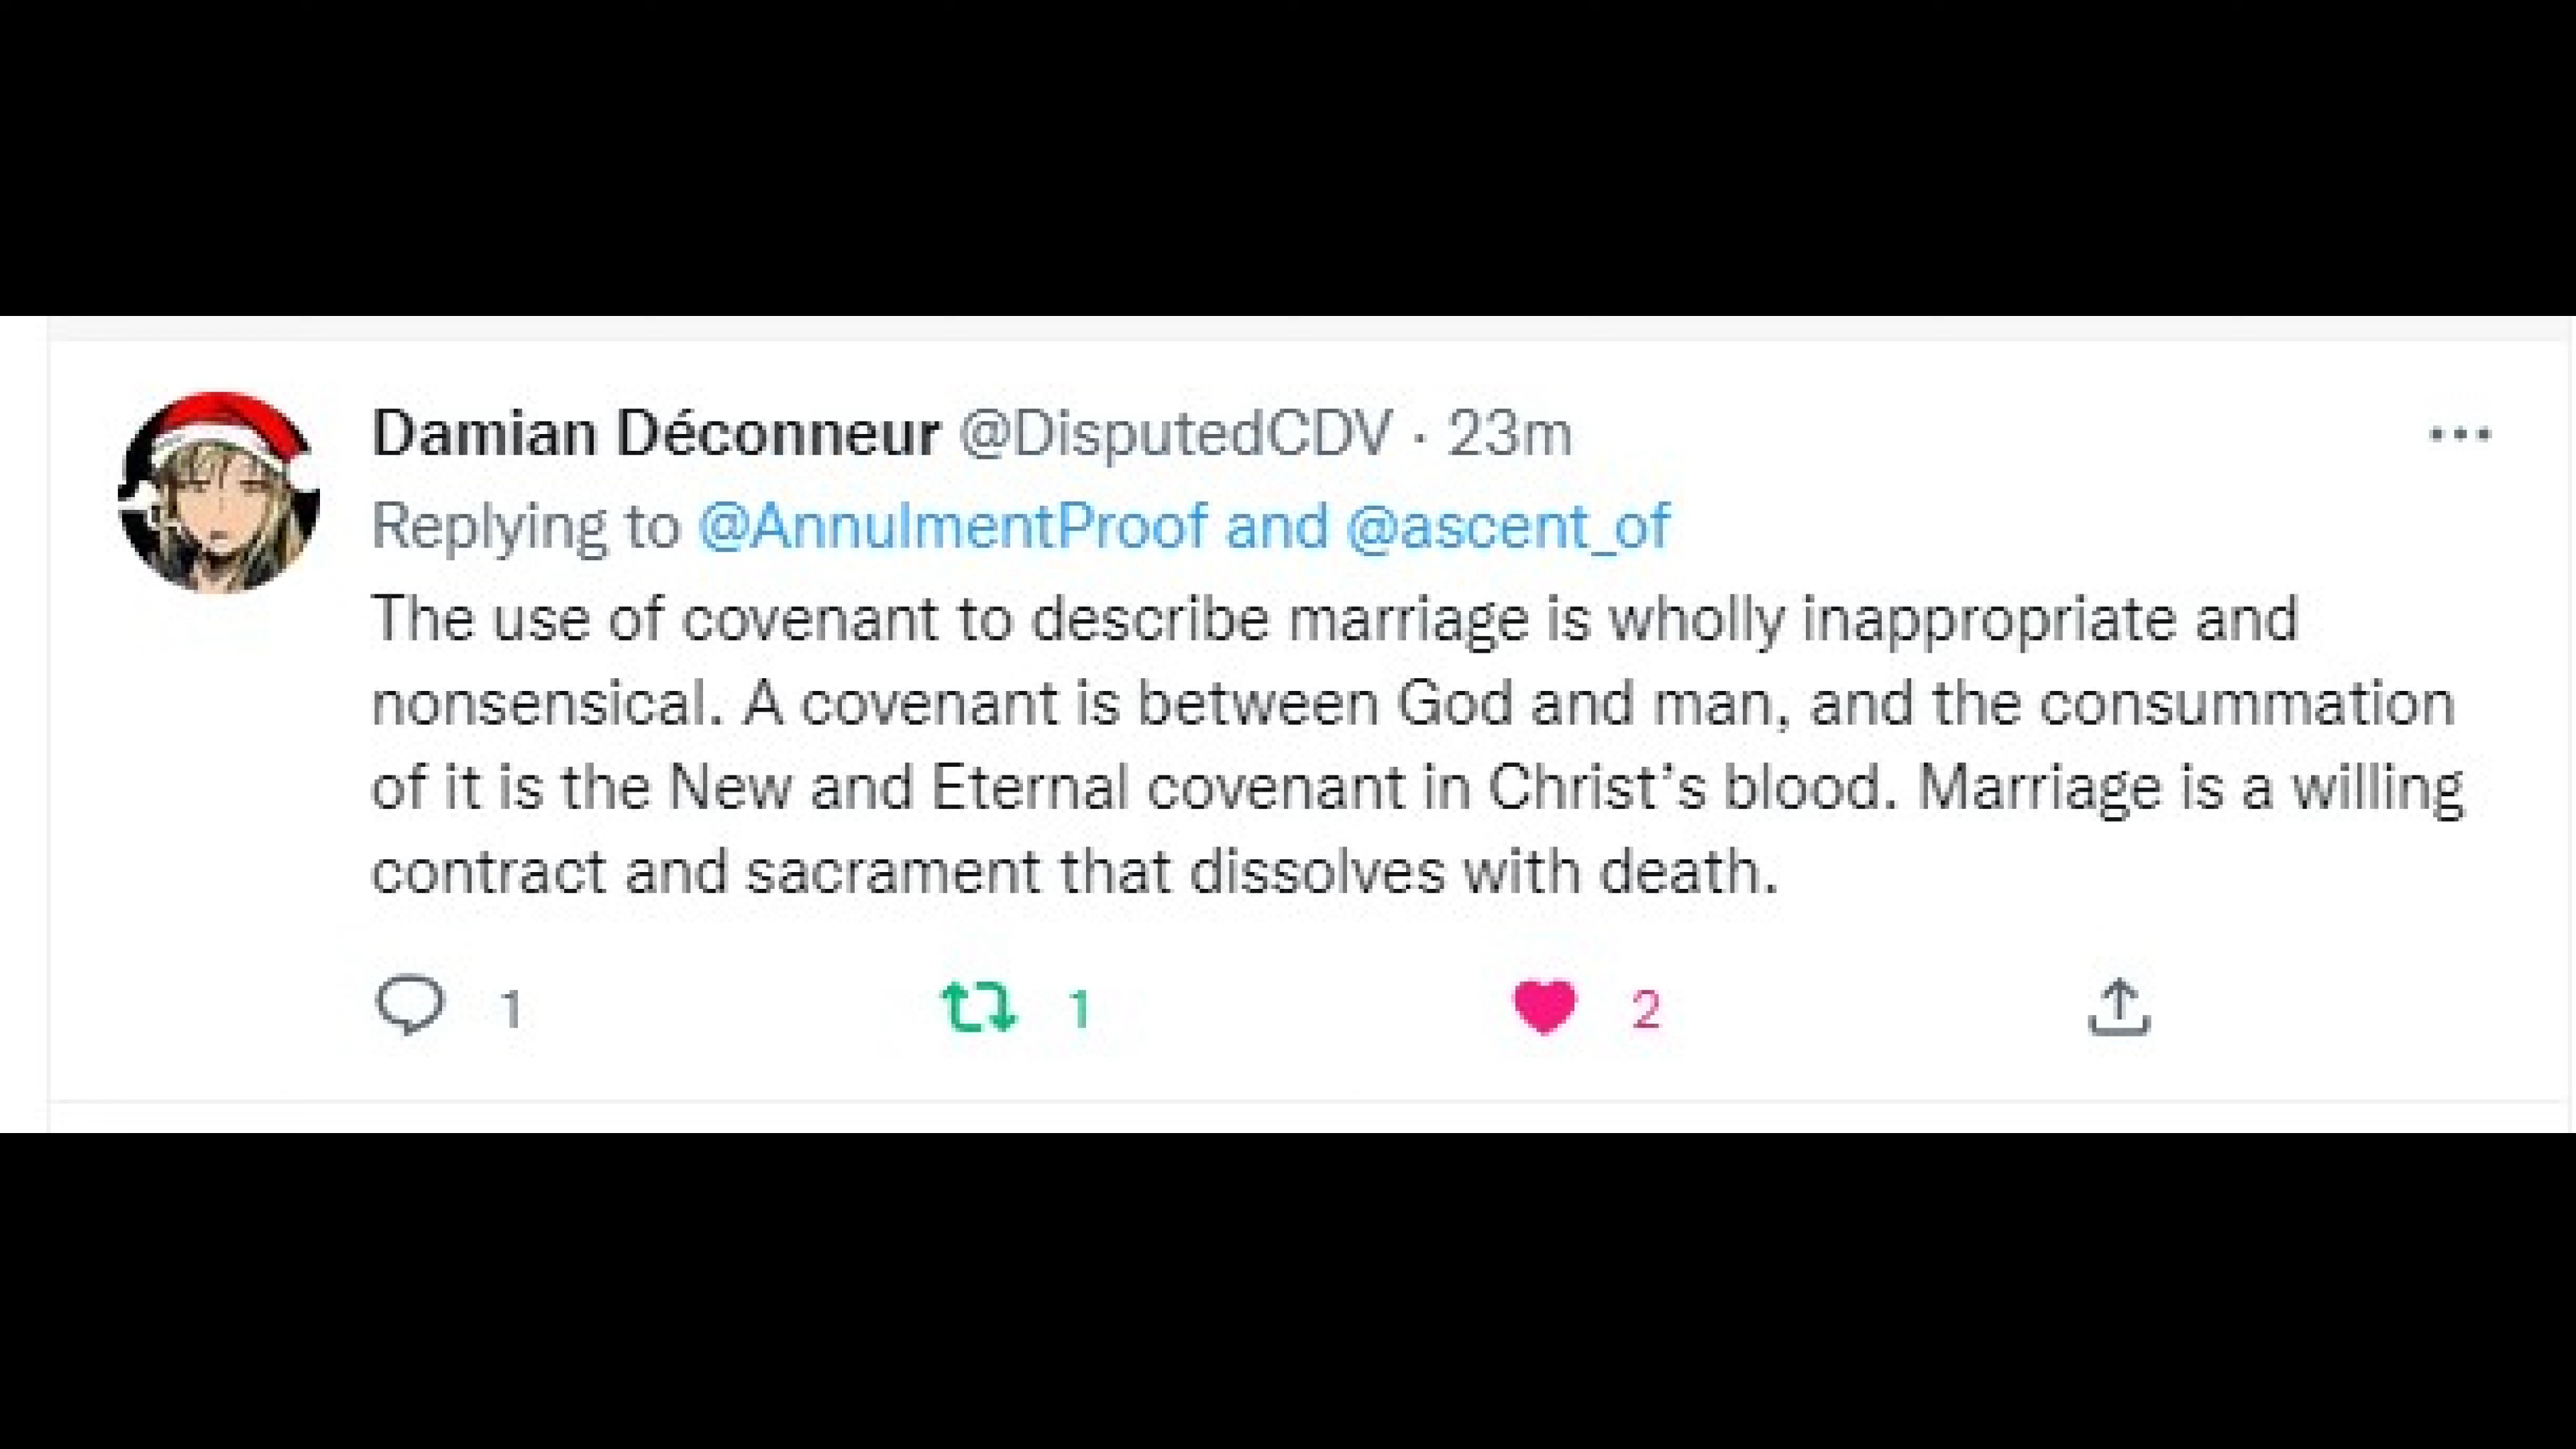 Damian Déconneur @DisputedCDV · 23m
Replying to @AnnulmentProof and @ascent_of
The use of covenant to describe marriage is wholly inappropriate and
nonsensical. A covenant is between God and man, and the consummation
of it is the New and Eternal covenant in Christ's blood. Marriage is a willing
contract and sacrament that dissolves with death.
1 1 2